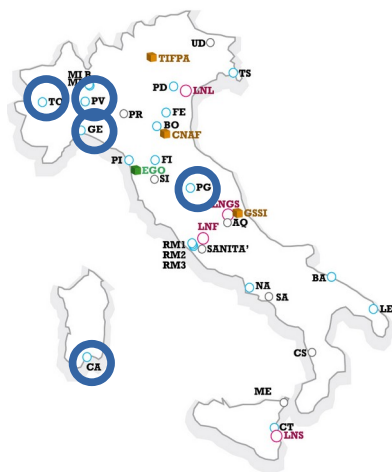 UD
TIFPA
TS
MI B
PD
LNL
TO
PV
PR
FE
BO
CNAF
GE
PI
FI
EGO
SI
PG
LNGS
GSSI
AQ
LNF
RM1
SANITA'
RM2
RM3
BA
NA
SA
LE
CA
CS
ME
CT
LNS